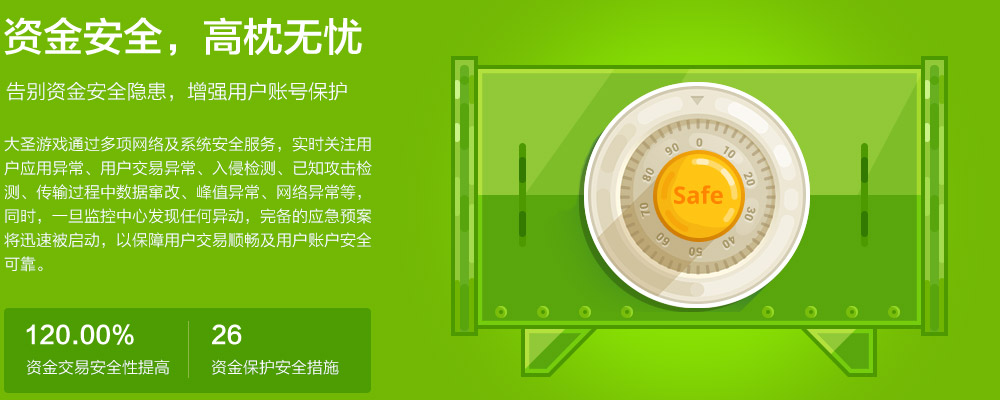 资金安全，高枕无忧
告别资金安全隐患，增强用户账号保护
大圣游戏通过多项网络及系统安全服务，实时关注用
户应用异常、用户交易异常、入侵检测、已知攻击检
测、传输过程中数据窜改、峰值异常、网络异常等，
同时，一旦监控中心发现任何异动，完备的应急预案
将迅速被启动，以保障用户交易顺畅及用户账户安全
可靠。
120.00%
资金交易安全性提高
26
资金保护安全措施
0
10
20
30
40
50
60
70
80
90
Safe